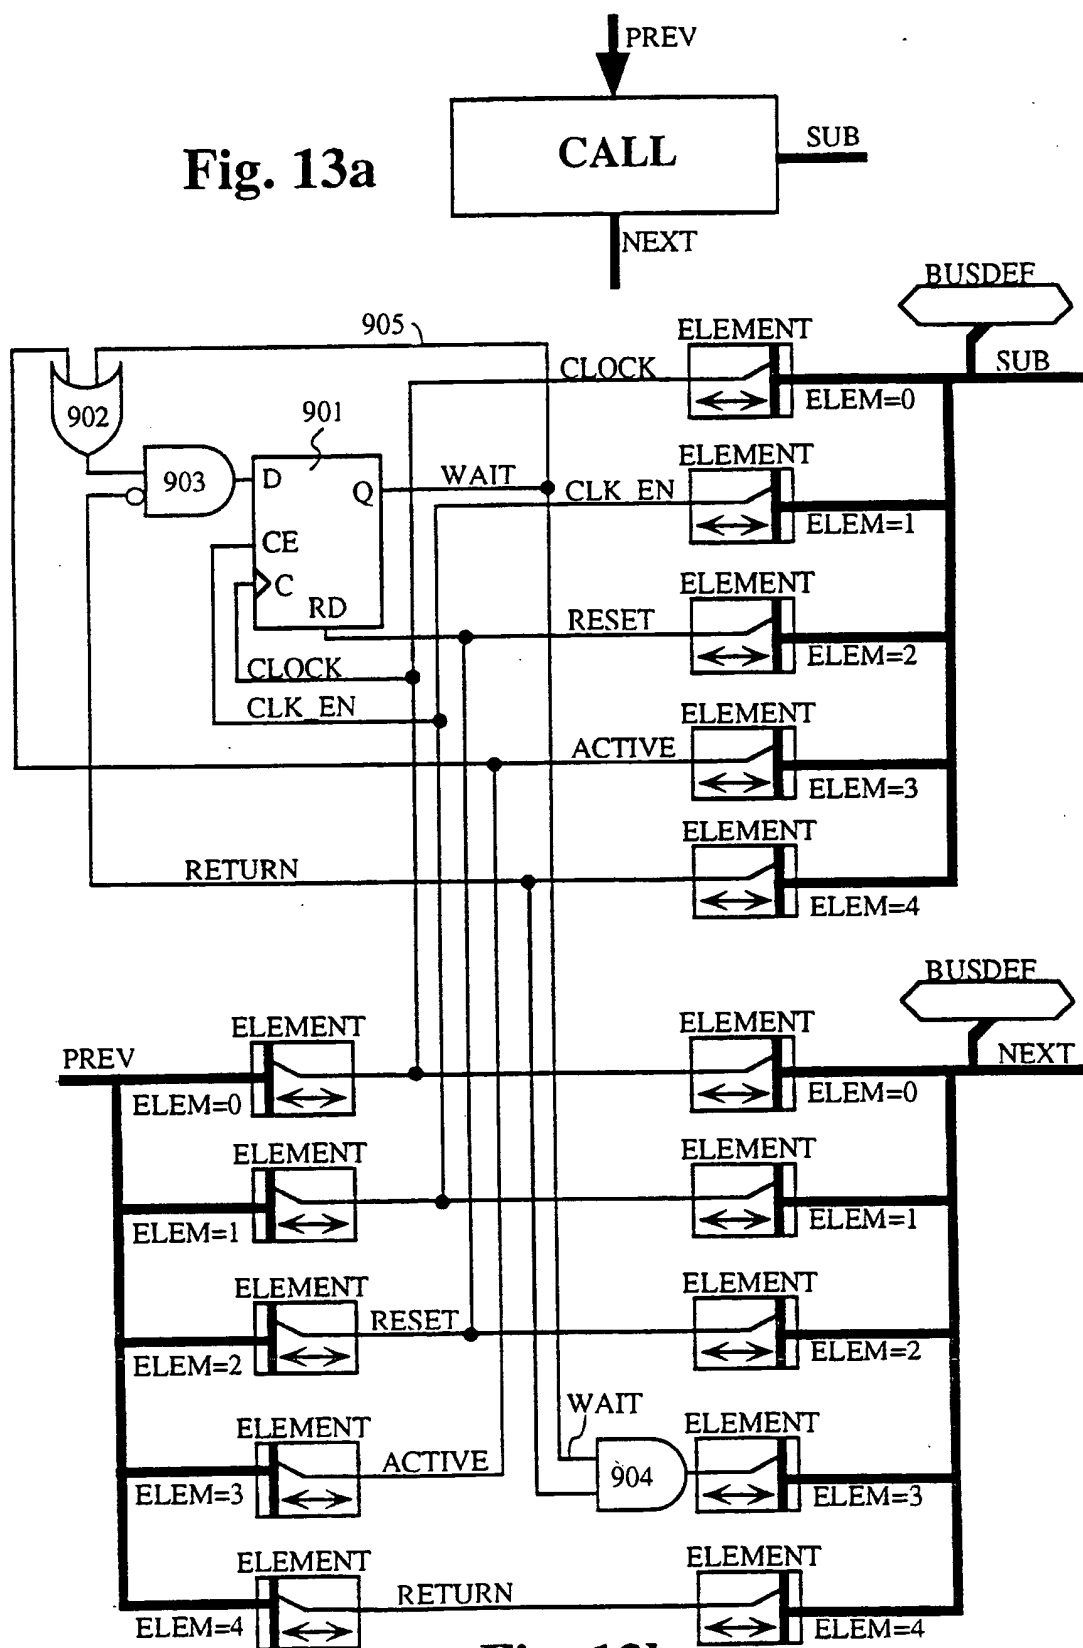 PREV
CALL
SUB
Fig. 13a
NEXT
BUSDEF
905
ELEMENT
SUB
CLOCK
ELEM=0
902
901
ELEMENT
903
D
Q
WAIT
CLK_EN
ELEM=1
CE
ELEMENT
C
RD
RESET
ELEM=2
CLOCK
CLK_EN
ELEMENT
ACTIVE
ELEM=3
ELEMENT
RETURN
ELEM=4
BUSDEF
ELEMENT
ELEMENT
PREV
NEXT
ELEM=0
ELEM=0
ELEMENT
ELEMENT
ELEM=1
ELEM=1
ELEMENT
ELEMENT
RESET
ELEM=2
ELEM=2
WAIT
ELEMENT
ELEMENT
ACTIVE
904
ELEM=3
ELEM=3
ELEMENT
ELEMENT
RETURN
ELEM=4
ELEM=4